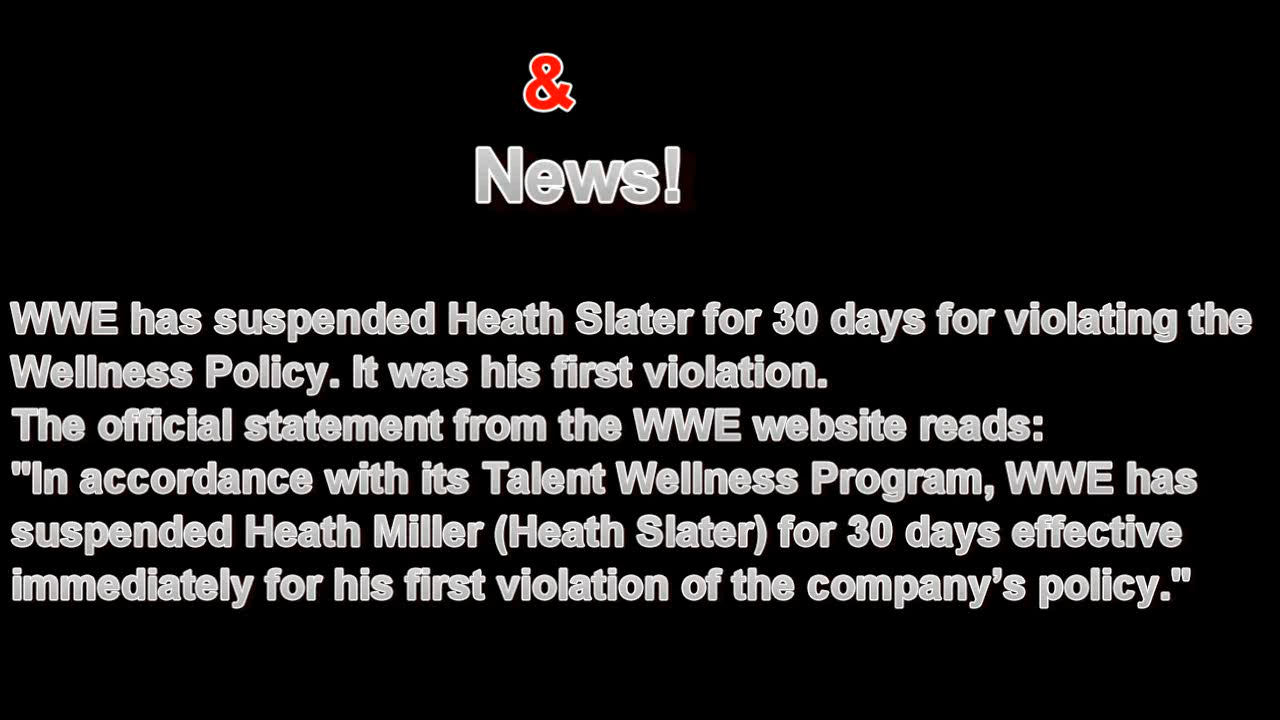 &
News!
WWE has suspended Heath Slater for 30 days for violating the
Wellness Policy. It was his first violation.
The official statement from the WWE website reads:
"In accordance with its Talent Wellness Program, WWE has
suspended Heath Miller (Heath Slater) for 30 days effective
immediately for his first violation of the company’s policy."